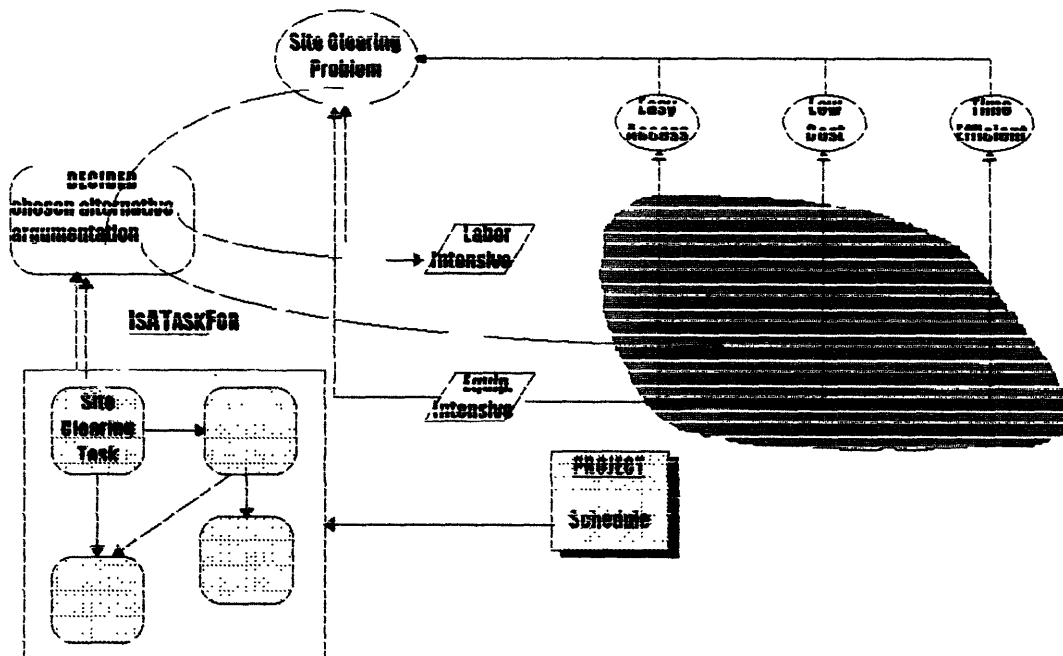 Site Clearing
Problem
Easy
Access
Low
Cost
Time
Efficient
DECIDED
chosen alternative
argumentation
Labor
Intensive
ISATASKFOR
Equip.
Intensive
Site
Clearing
Task
PROJECT
Schedule